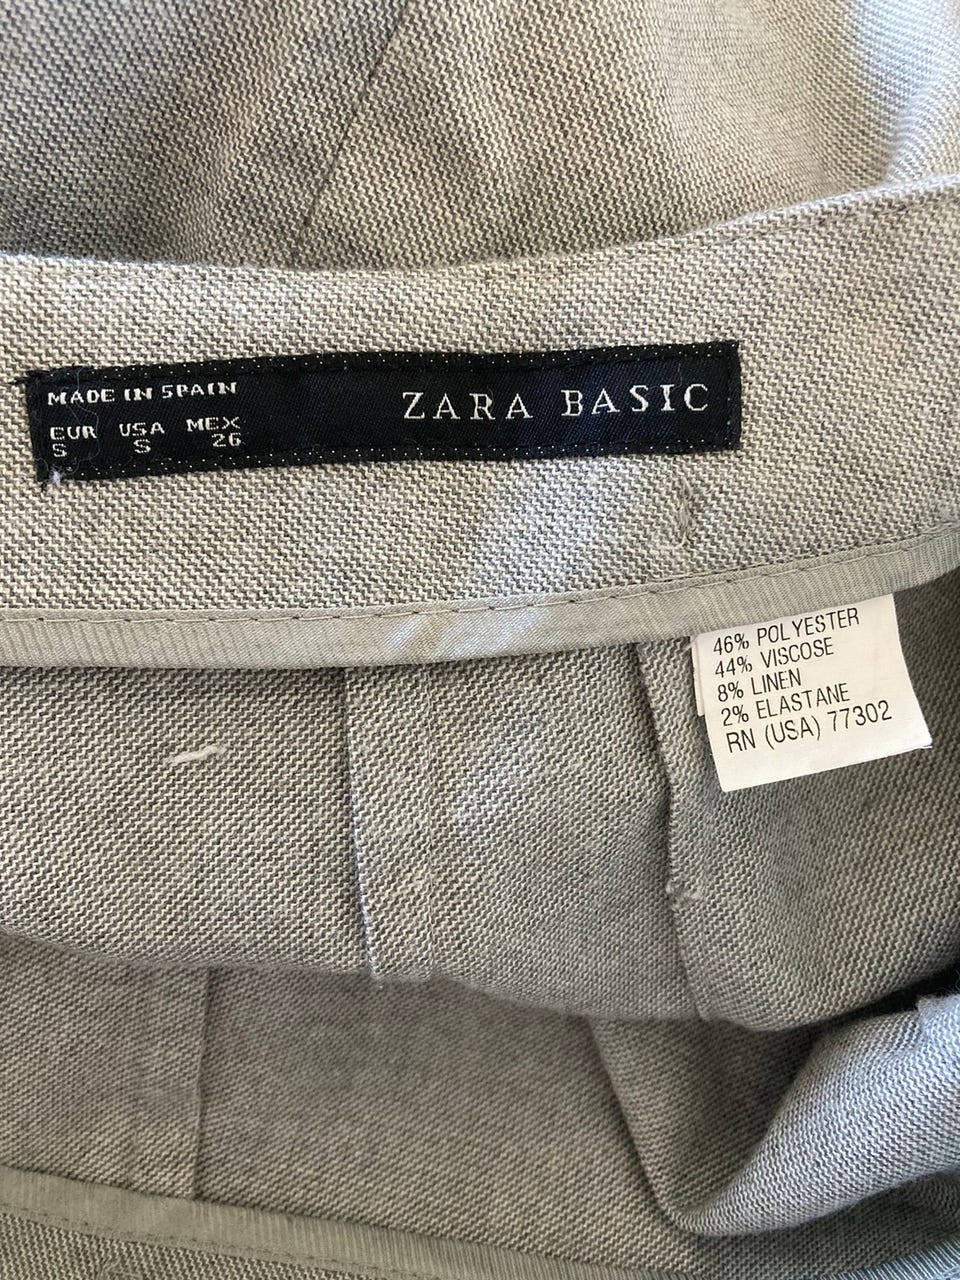 MADE IN SPAIN
EUR USA MEX
S S 26
ZARA BASIC
46% POLYESTER
44% VISCOSE
8% LINEN
2% ELASTANE
RN (USA) 77302